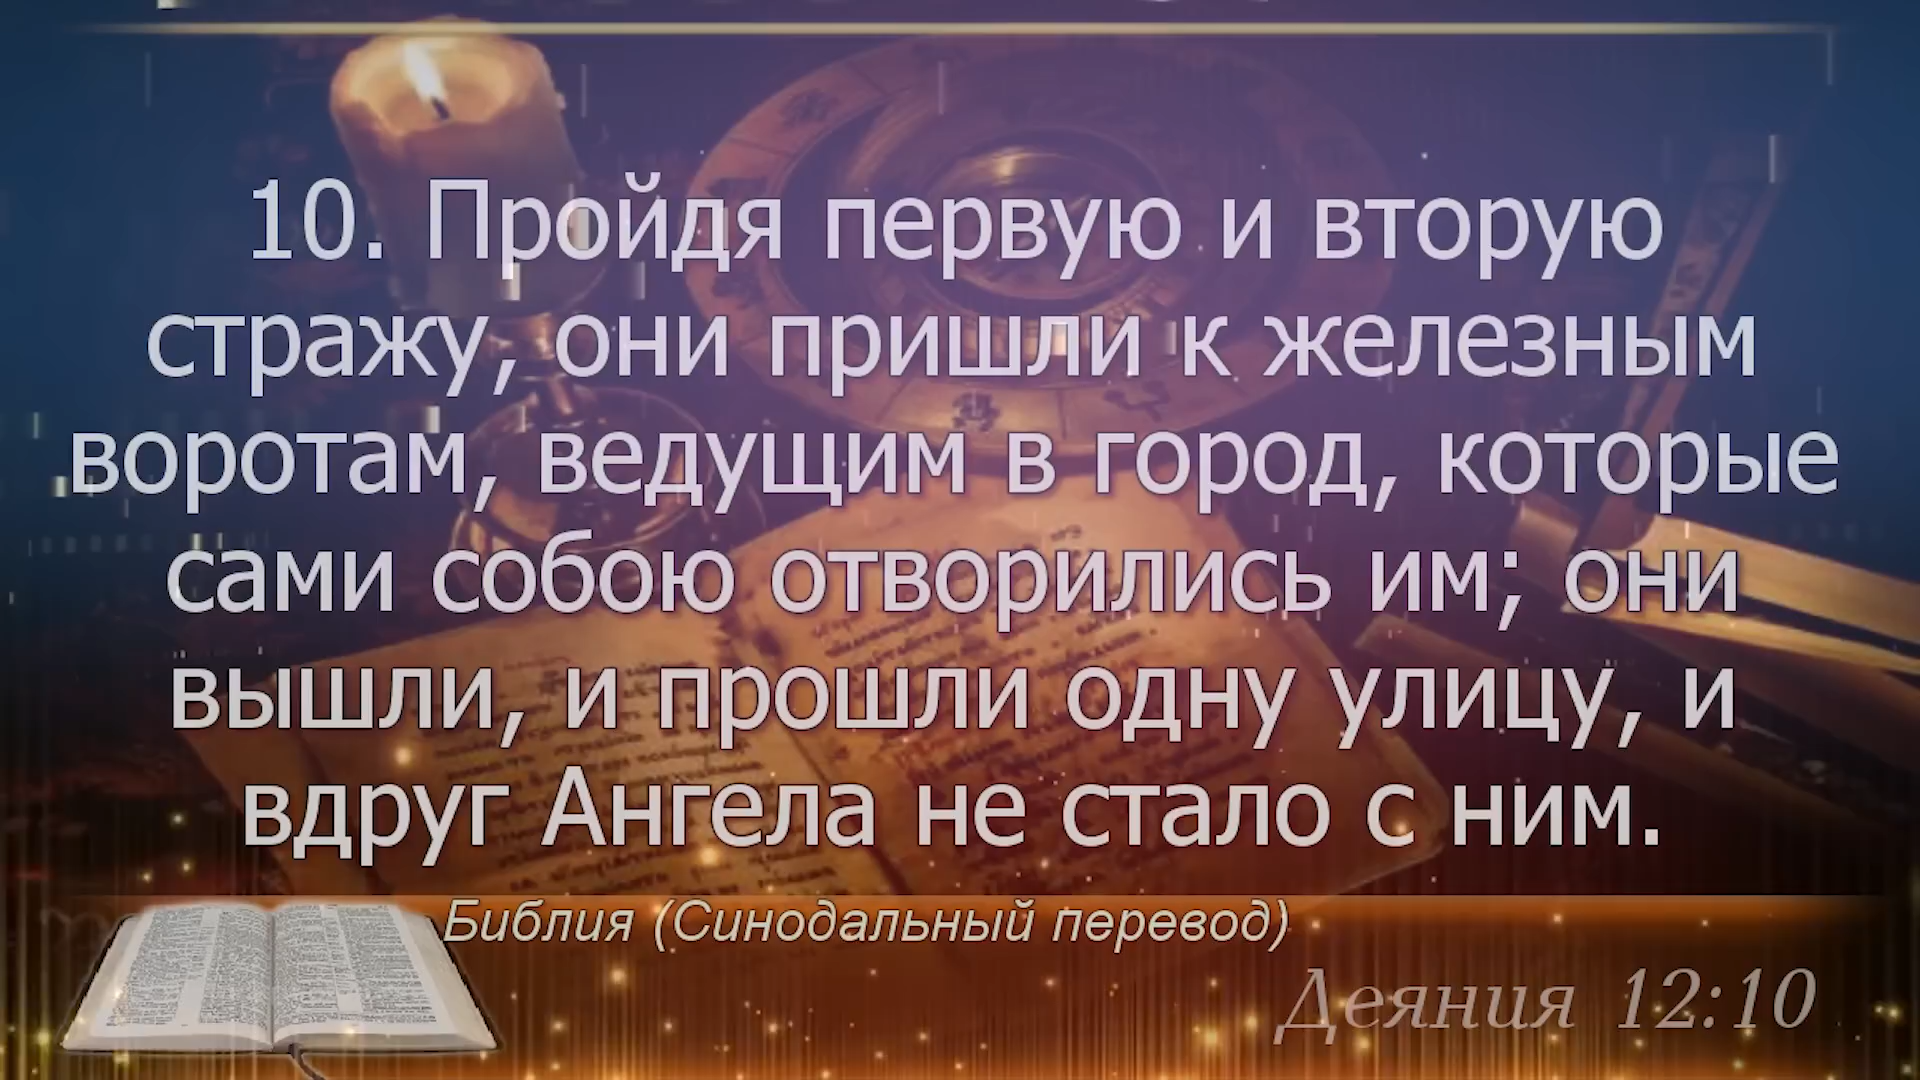 10. Пройдя первую и вторую
стражу, они пришли к железным
воротам, ведущим в город, которые
сами собою отворились им; они
вышли, и прошли одну улицу, и
вдруг Ангела не стало с ним.
Библия (Синодальный перевод)
Деяния 12:10